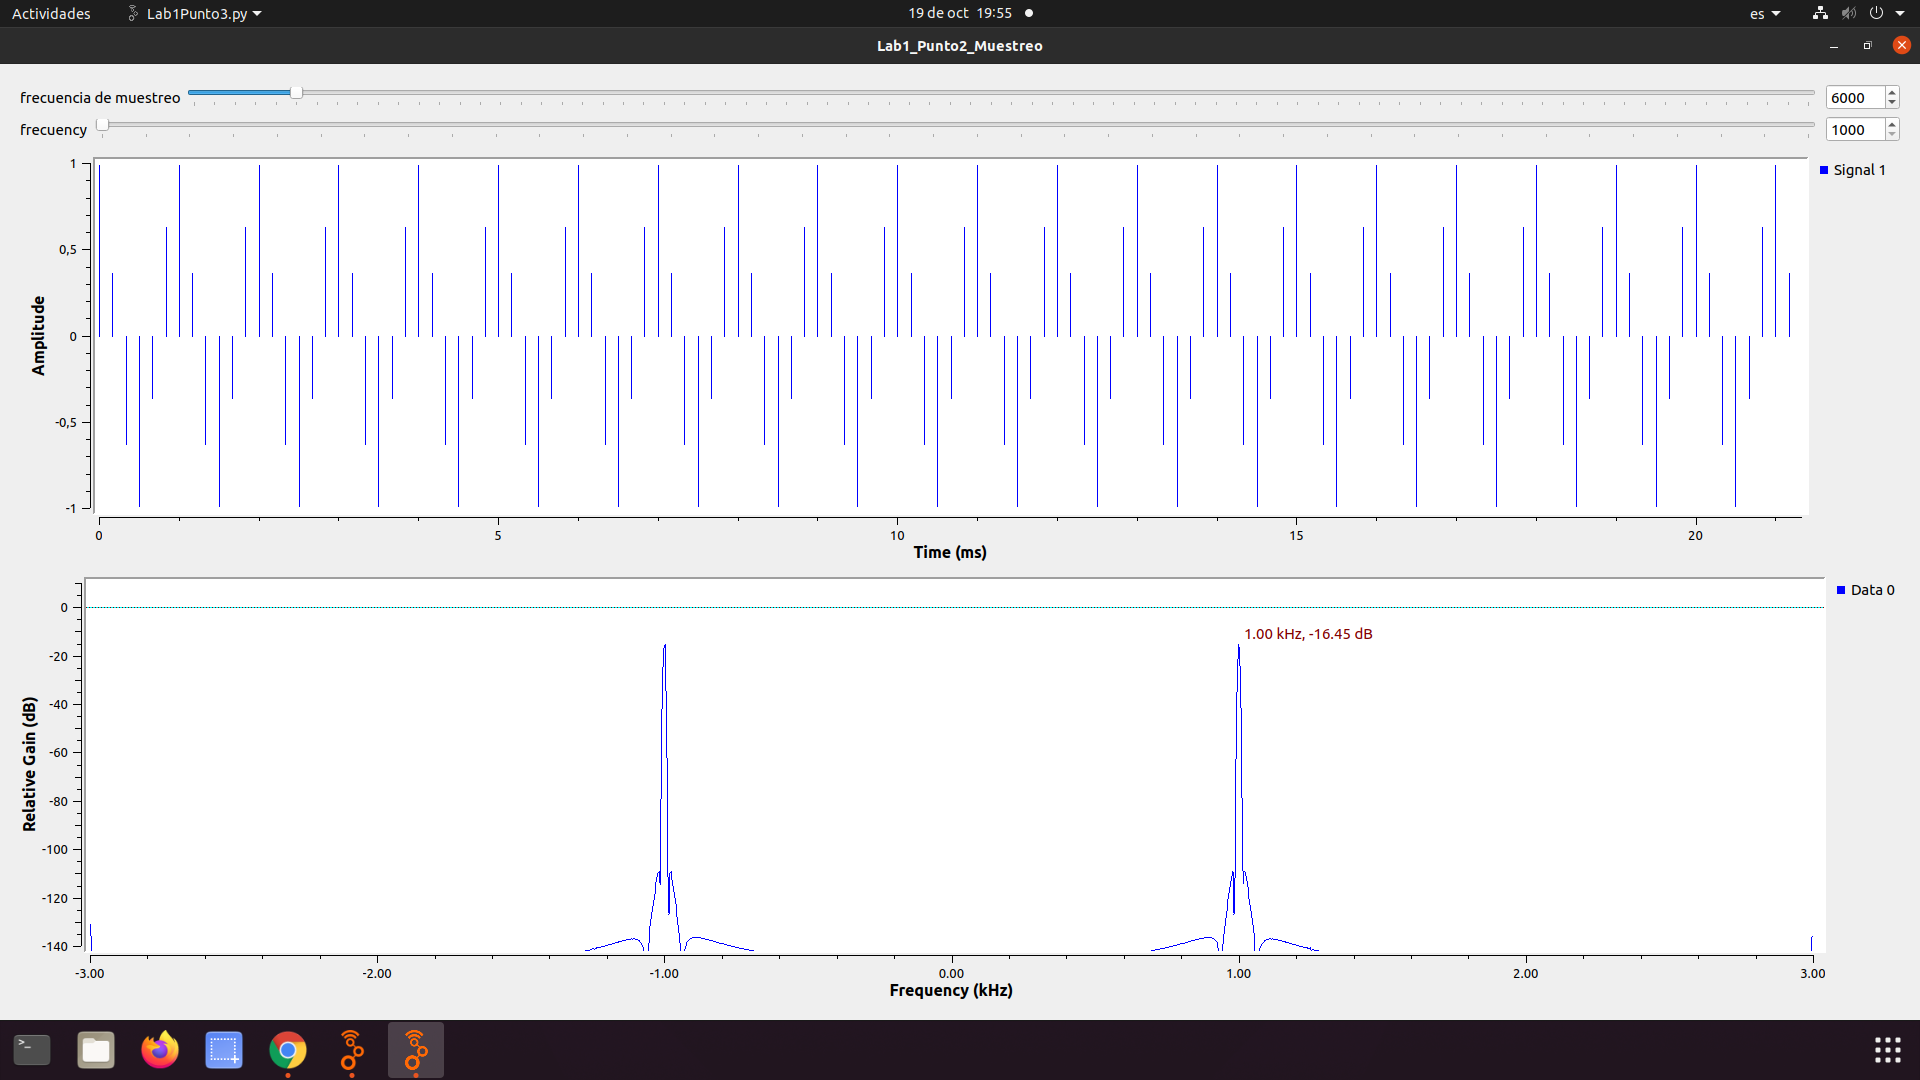 Actividades Lab1Punto3.py 19 de oct 19:55 es
Lab1_Punto2_Muestreo
frecuencia de muestreo 6000
frecuency 1000
Signal 1
1
0,5
0
-0,5
-1
Amplitude
0 5 10 15 20
Time (ms)
Data 0
1.00 kHz, -16.45 dB
0
-20
-40
-60
-80
-100
-120
-140
Relative Gain (dB)
-3.00 -2.00 -1.00 0.00 1.00 2.00 3.00
Frequency (kHz)
>_